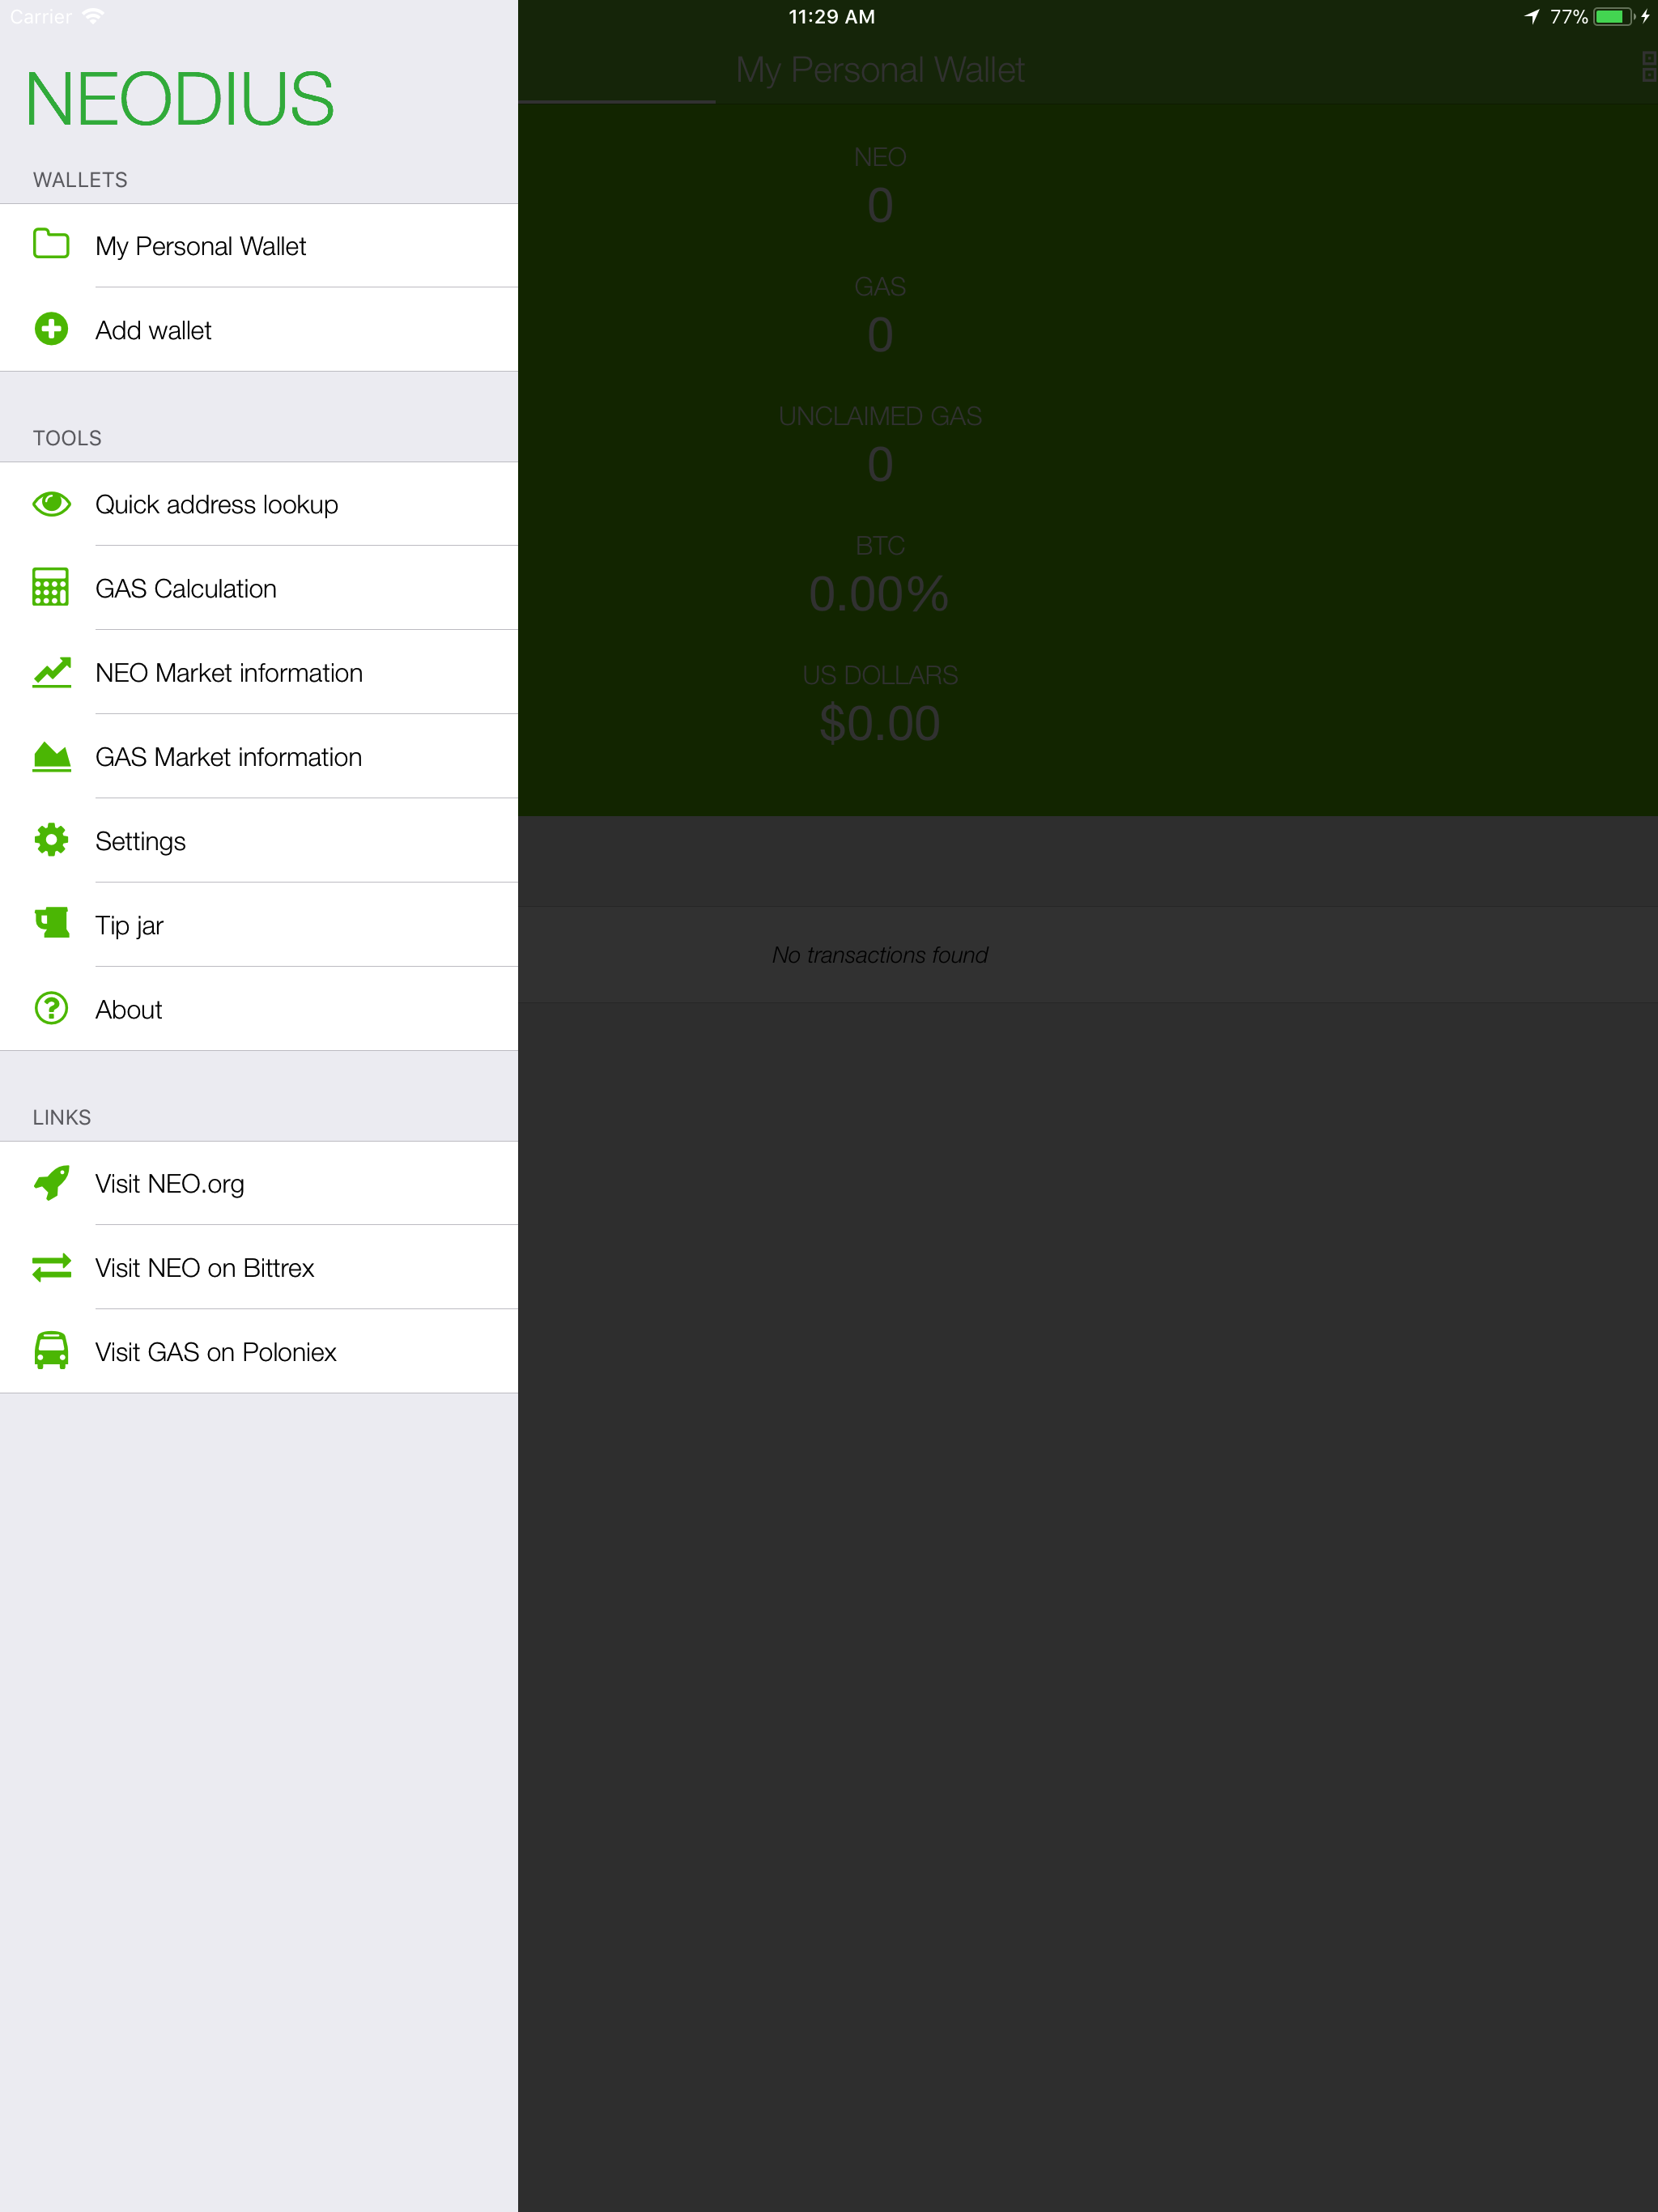 Carrier 11:29 AM 77%
NEODIUS
WALLETS
My Personal Wallet
Add wallet
TOOLS
Quick address lookup
GAS Calculation
NEO Market information
GAS Market information
Settings
Tip jar
About
LINKS
Visit NEO.org
Visit NEO on Bittrex
Visit GAS on Poloniex
My Personal Wallet
NEO
0
GAS
0
UNCLAIMED GAS
0
BTC
0.00%
US DOLLARS
$0.00
No transactions found